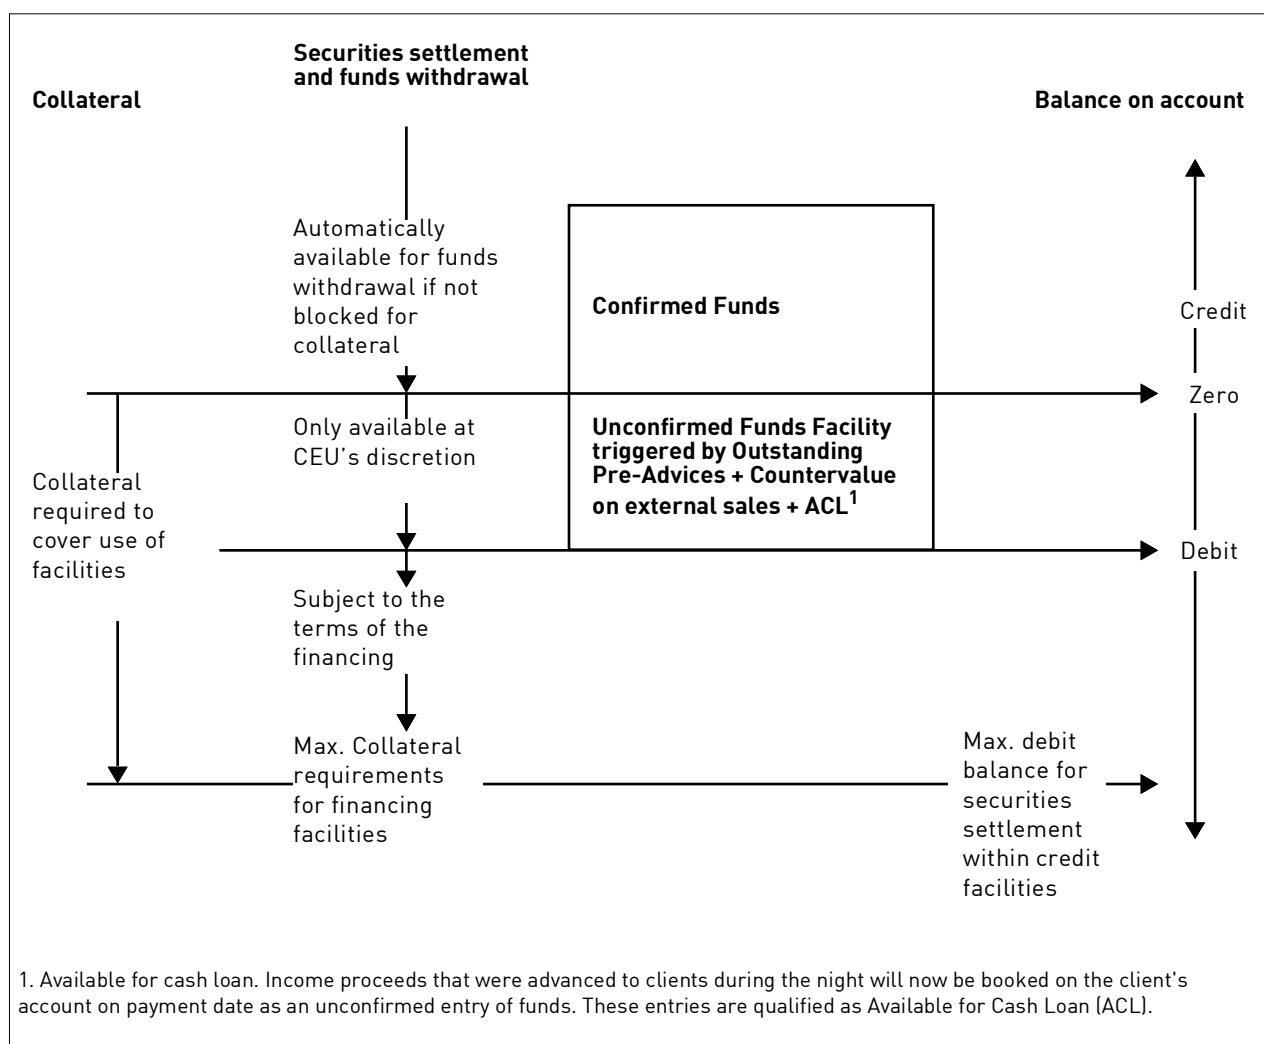 Securities settlement
and funds withdrawal
Collateral
Balance on account
Automatically
available for funds
withdrawal if not
blocked for
collateral
Confirmed Funds
Credit
Zero
Only available at
CEU's discretion
Unconfirmed Funds Facility
triggered by Outstanding
Pre-Advices + Countervalue
on external sales + ACL1
Collateral
required to
cover use of
facilities
Debit
Subject to the
terms of the
financing
Max. Collateral
requirements
for financing
facilities
Max. debit
balance for
securities
settlement
within credit
facilities
1. Available for cash loan. Income proceeds that were advanced to clients during the night will now be booked on the client's
account on payment date as an unconfirmed entry of funds. These entries are qualified as Available for Cash Loan (ACL).